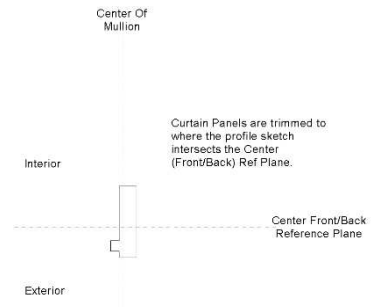 Center Of
Mullion
Curtain Panels are trimmed to
where the profile sketch
intersects the Center
(Front/Back) Ref Plane.
Interior
Center Front/Back
Reference Plane
Exterior